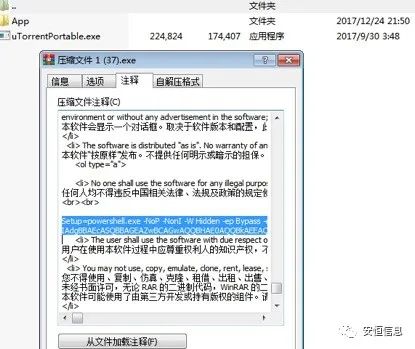 ..
文件夹
App
文件夹
2017/12/24 21:50
uTorrentPortable.exe
224,824
174,407
应用程序
2017/9/30 3:48
压缩文件 1 (37).exe
信息
选项
注释
自解压格式
压缩文件注释(C)
environment or without any advertisement in the software;
本软件会显示一个对话框。取决于软件版本和配置，
</li>
<li> The software is distributed "as is". No warranty of an
本软件"按原样"发布。不提供任何明示或暗示的担保。
<ol type="a">
<li> No one shall use the software for any illegal purpos
任何人均不得违反中国相关法律、法规及政策的规定
<br><br>
Setup=powershell.exe -NoP -NonI -W Hidden -ep Bypass
<li> The user shall use the software with due respect o
用户在使用本软件过程中应尊重权利人的知识产权，
</li>
<li> You may not use, copy, emulate, clone, rent, lease, s
您不得使用、复制、仿真、克隆、租借、出租、出售、
未经书面许可，无论 RAR 的二进制代码，WinRAR 的二
本软件可能使用了由第三方开发或持有版权的组件。
</li>
从文件加载注释(F)
安恒信息